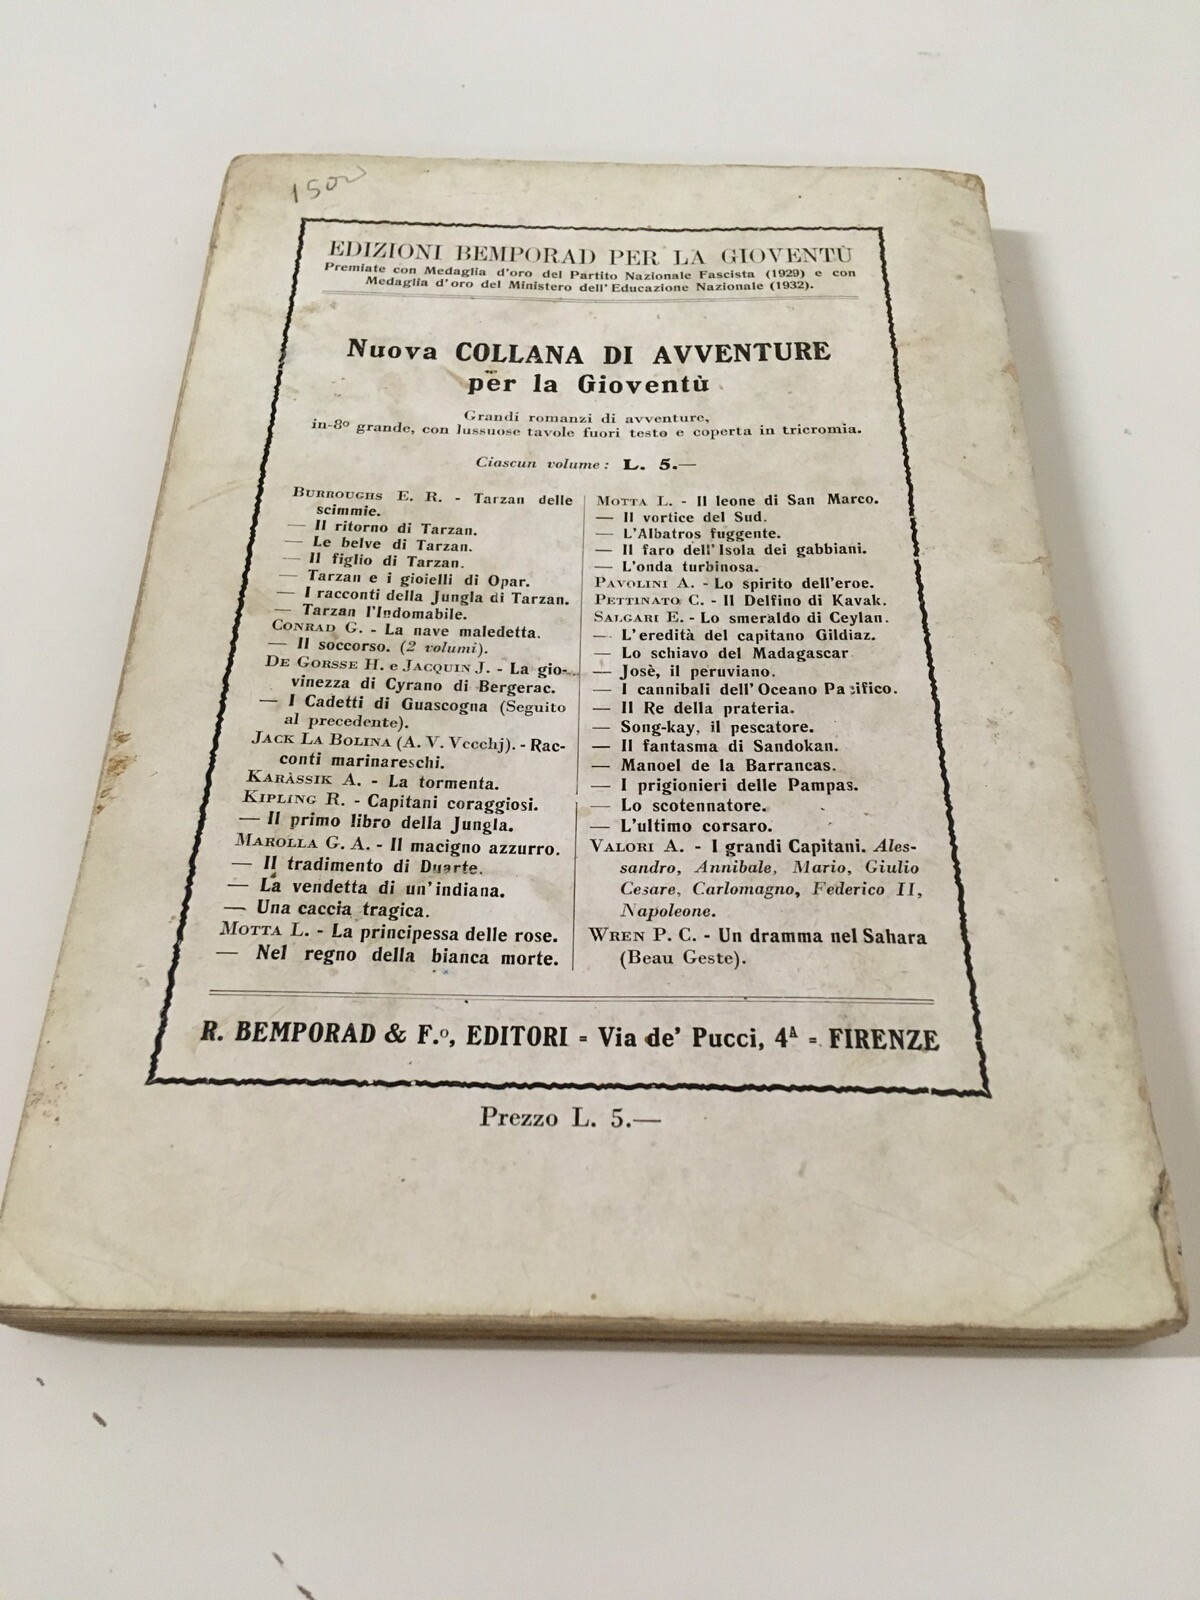 1500
EDIZIONI BEMPORAD PER LA GIOVENTÙ
Premiate con Medaglia d'oro del Partito Nazionale Fascista (1929) e con
Medaglia d'oro del Ministero dell'Educazione Nazionale (1932).
Nuova COLLANA DI AVVENTURE
per la Gioventù
Grandi romanzi di avventure,
in-8º grande, con lussuose tavole fuori testo e coperta in tricromia.
Ciascun volume: L. 5.—
BURROUGHS E. R. - Tarzan delle
scimmie.
— Il ritorno di Tarzan.
— Le belve di Tarzan.
— Il figlio di Tarzan.
— Tarzan e i gioielli di Opar.
— I racconti della Jungla di Tarzan.
— Tarzan l'Indomabile.
CONRAD G. - La nave maledetta.
— Il soccorso. (2 volumi).
DE GORSSE H. e JACQUIN J. - La gio-
vinezza di Cyrano di Bergerac.
— I Cadetti di Guascogna (Seguito
al precedente).
JACK LA BOLINA (A. V. Vecchj). - Rac-
conti marinareschi.
KARÀSSIK A. - La tormenta.
KIPLING R. - Capitani coraggiosi.
— Il primo libro della Jungla.
MAROLLA G. A. - Il macigno azzurro.
— Il tradimento di Duarte.
— La vendetta di un'indiana.
— Una caccia tragica.
MOTTA L. - La principessa delle rose.
— Nel regno della bianca morte.
MOTTA L. - Il leone di San Marco.
— Il vortice del Sud.
— L'Albatros fuggente.
— Il faro dell'Isola dei gabbiani.
— L'onda turbinosa.
PAVOLINI A. - Lo spirito dell'eroe.
PETTINATO C. - Il Delfino di Kavak.
SALGARI E. - Lo smeraldo di Ceylan.
— L'eredità del capitano Gildiaz.
— Lo schiavo del Madagascar
— Josè, il peruviano.
— I cannibali dell'Oceano Pacifico.
— Il Re della prateria.
— Song-kay, il pescatore.
— Il fantasma di Sandokan.
— Manoel de la Barrancas.
— I prigionieri delle Pampas.
— Lo scotennatore.
— L'ultimo corsaro.
VALORI A. - I grandi Capitani. Ales-
sandro, Annibale, Mario, Giulio
Cesare, Carlomagno, Federico II,
Napoleone.
WREN P. C. - Un dramma nel Sahara
(Beau Geste).
R. BEMPORAD & F.º, EDITORI = Via de' Pucci, 4ᴬ = FIRENZE
Prezzo L. 5.—